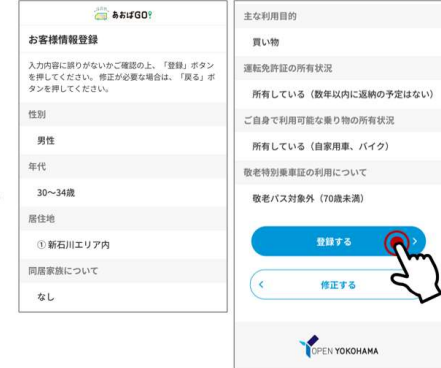 あおばGO!
お客様情報登録
入力内容に誤りがないかご確認の上、「登録」ボタン
を押してください。 修正が必要な場合は、「戻る」ボ
タンを押してください。
性別
男性
年代
30～34歳
居住地
① 新石川エリア内
同居家族について
なし
主な利用目的
買い物
運転免許証の所有状況
所有している（数年以内に返納の予定はない）
ご自身で利用可能な乗り物の所有状況
所有している（自家用車、バイク）
敬老特別乗車証の利用について
敬老パス対象外（70歳未満）
登録する
修正する
OPEN YOKOHAMA